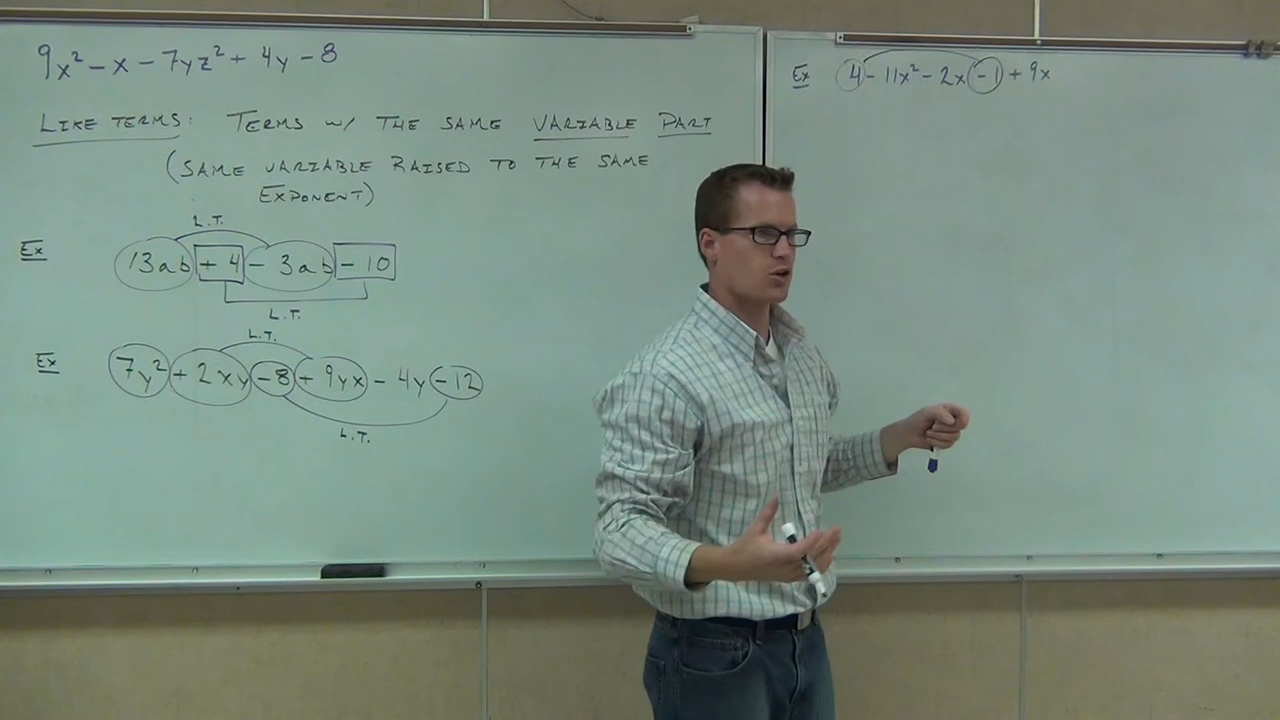 9x² - x - 7yz² + 4y - 8
LIKE TERMS: TERMS W/ THE SAME VARIABLE PART
(SAME VARIABLE RAISED TO THE SAME
EXPONENT)
L.T.
Ex 13ab + 4 - 3ab - 10
L.T.
L.T.
Ex 7y² + 2xy - 8 + 9yx - 4y - 12
L.T.
Ex 4 - 11x² - 2x - 1 + 9x